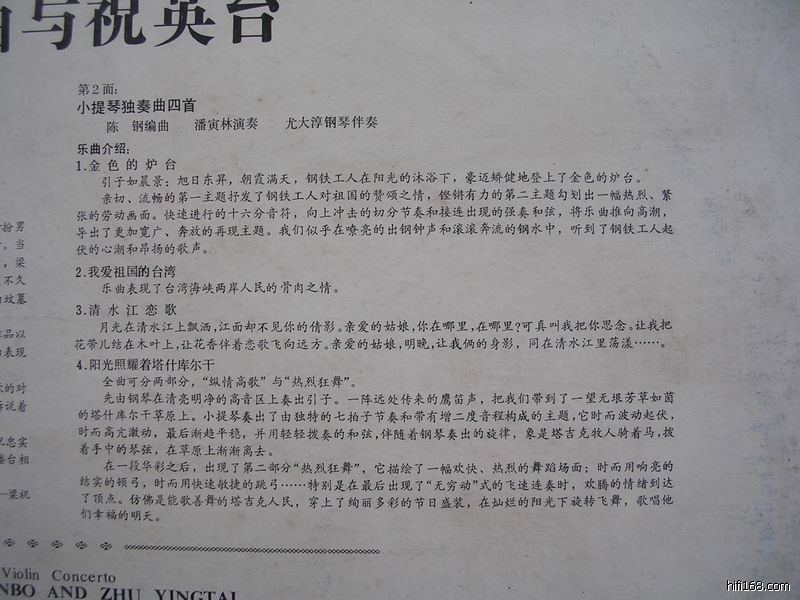 与祝英台
第2面:
小提琴独奏曲四首
陈 钢编曲 潘寅林演奏 尤大淳钢琴伴奏
乐曲介绍:
1.金色的炉台
引子如晨景;旭日东昇,朝霞满天,钢铁工人在阳光的沐浴下,豪迈矫健地登上了金色的炉台.
亲切、流畅的第一主题抒发了钢铁工人对祖国的赞颂之情,铿锵有力的第二主题勾划出一幅热烈、紧
张的劳动画面。快速进行的十六分音符,向上冲击的切分节奏和接连出现的强奏和弦,将乐曲推向高潮,
导出了更加宽广、奔放的再现主题。我们似乎在嘹亮的出钢钟声和滚滚奔流的钢水中,听到了钢铁工人起
伏的心潮和昂扬的歌声。
2.我爱祖国的台湾
乐曲表现了台湾海峡两岸人民的骨肉之情。
3.清水江恋歌
月光在清水江上飘洒,江面却不见你的倩影。亲爱的姑娘,你在哪里,在哪里?可真叫我把你思念。让我把
花带儿结在木叶上,让花香伴着恋歌飞向远方。亲爱的姑娘,明晚,让我俩的身影,同在清水江里荡漾……。
4.阳光照耀着塔什库尔干
全曲可分两部分,“纵情高歌”与“热烈狂舞”。
先由钢琴在清亮明净的高音区上奏出引子。一阵远处传来的鹰笛声,把我们带到了一望无垠芳草如茵
的塔什库尔干草原上。小提琴奏出了由独特的七拍子节奏和带有增二度音程构成的主题,它时而波动起伏,
时而高亢激动,最后渐趋平稳,并用轻轻拨奏的和弦,伴随着钢琴奏出的旋律,象是塔吉克牧人骑着马,拨
着手中的琴弦,在草原上渐渐离去。
在一段华彩之后,出现了第二部分“热烈狂舞”,它描绘了一幅欢快、热烈的舞蹈场面;时而用响亮的
结实的顿弓,时而用快速敏捷的跳弓……特别是在最后出现了“无穷动”式的飞速连奏时,欢腾的情绪到达
了顶点。仿佛是能歌善舞的塔吉克人民,穿上了绚丽多彩的节日盛装,在灿烂的阳光下旋转飞舞,歌唱他
们幸福的明天。
扮男
。当
,梁
不久
坟墓
品以
表现
的对
诉说着
忠实
台相
—梁祝
Violin Concerto
NBO AND ZHU YINGTAI
hifi168.com